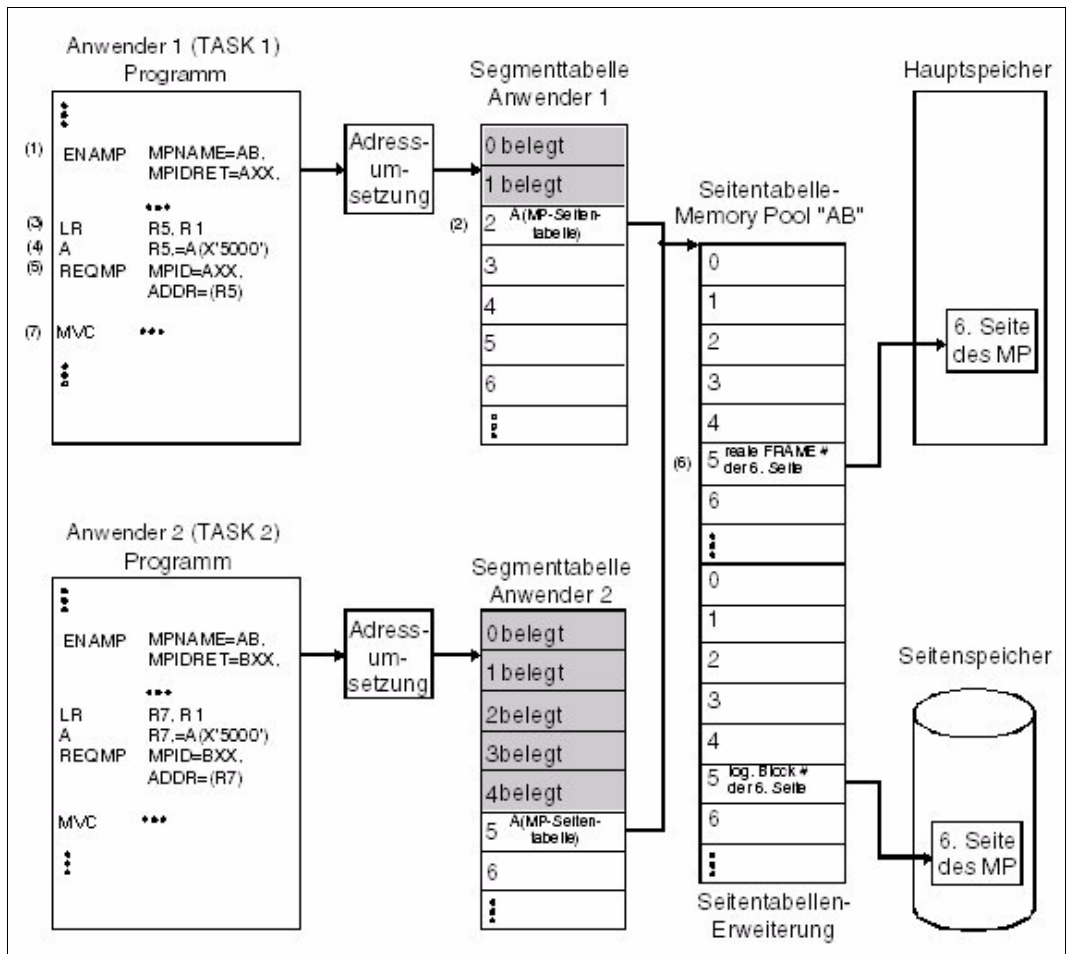 Anwender 1 (TASK 1)
Programm
(1) ENAMP MPNAME=AB,
MPIDRET=AXX,
(3) LR R5, R1
(4) A R5,=A(X'5000')
(5) REQMP MPID=AXX,
ADDR=(R5)
(7) MVC
Adress-
um-
setzung
Segmenttabelle
Anwender 1
0 belegt
1 belegt
(2) 2 A(MP-Seiten-
tabelle)
3
4
5
6
Seitentabelle-
Memory Pool "AB"
0
1
2
3
4
(6) 5 reale FRAME #
der 6. Seite
6
0
1
2
3
4
5 log. Block #
der 6. Seite
6
Seitentabellen-
Erweiterung
Hauptspeicher
6. Seite
des MP
Anwender 2 (TASK 2)
Programm
ENAMP MPNAME=AB,
MPIDRET=BXX,
LR R7, R1
A R7,=A(X'5000')
REQMP MPID=BXX,
ADDR=(R7)
MVC
Adress-
um-
setzung
Segmenttabelle
Anwender 2
0belegt
1belegt
2belegt
3belegt
4belegt
5 A(MP-Seiten-
tabelle)
6
Seitenspeicher
6. Seite
des MP